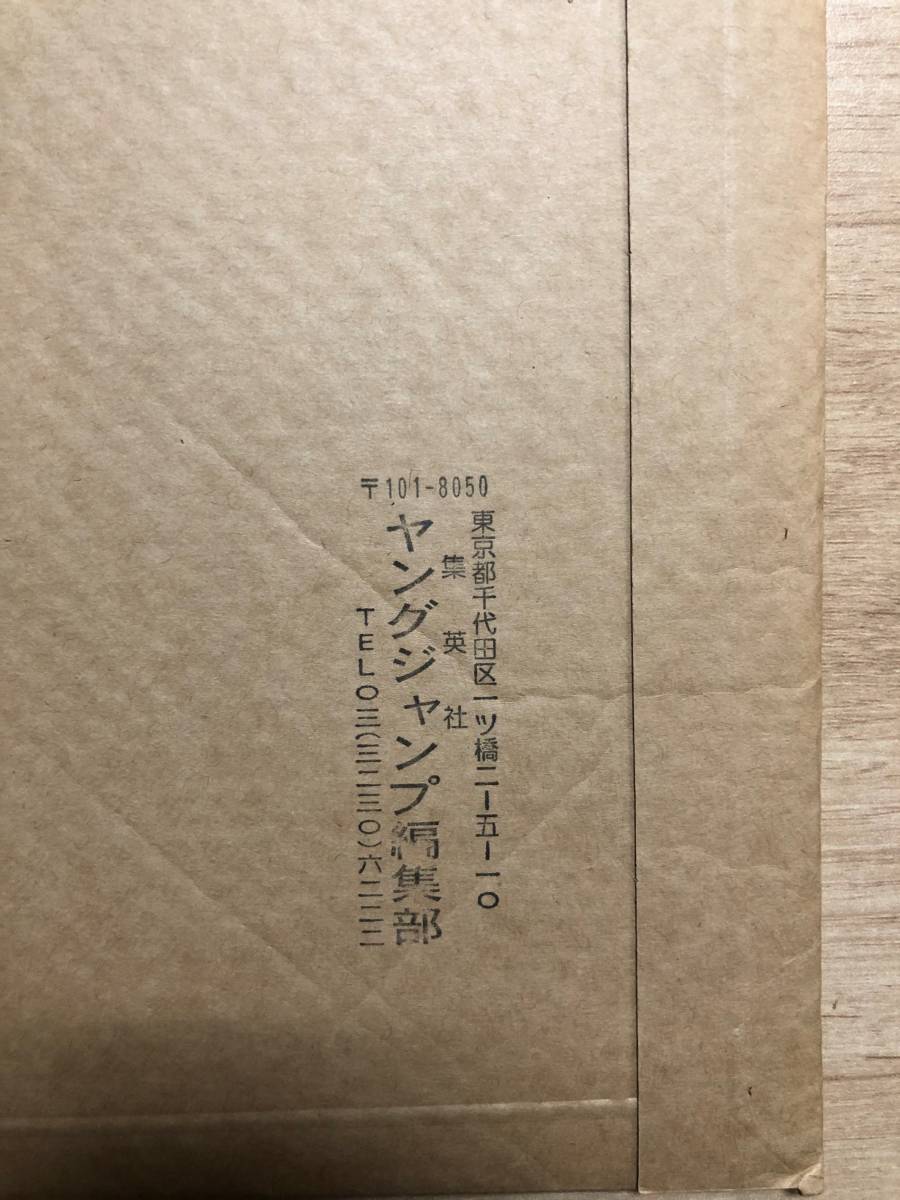 〒101-8050
東京都千代田区一ツ橋二ー五ー一〇
集英社
ヤングジャンプ編集部
TEL〇三(三二三〇)六二二二